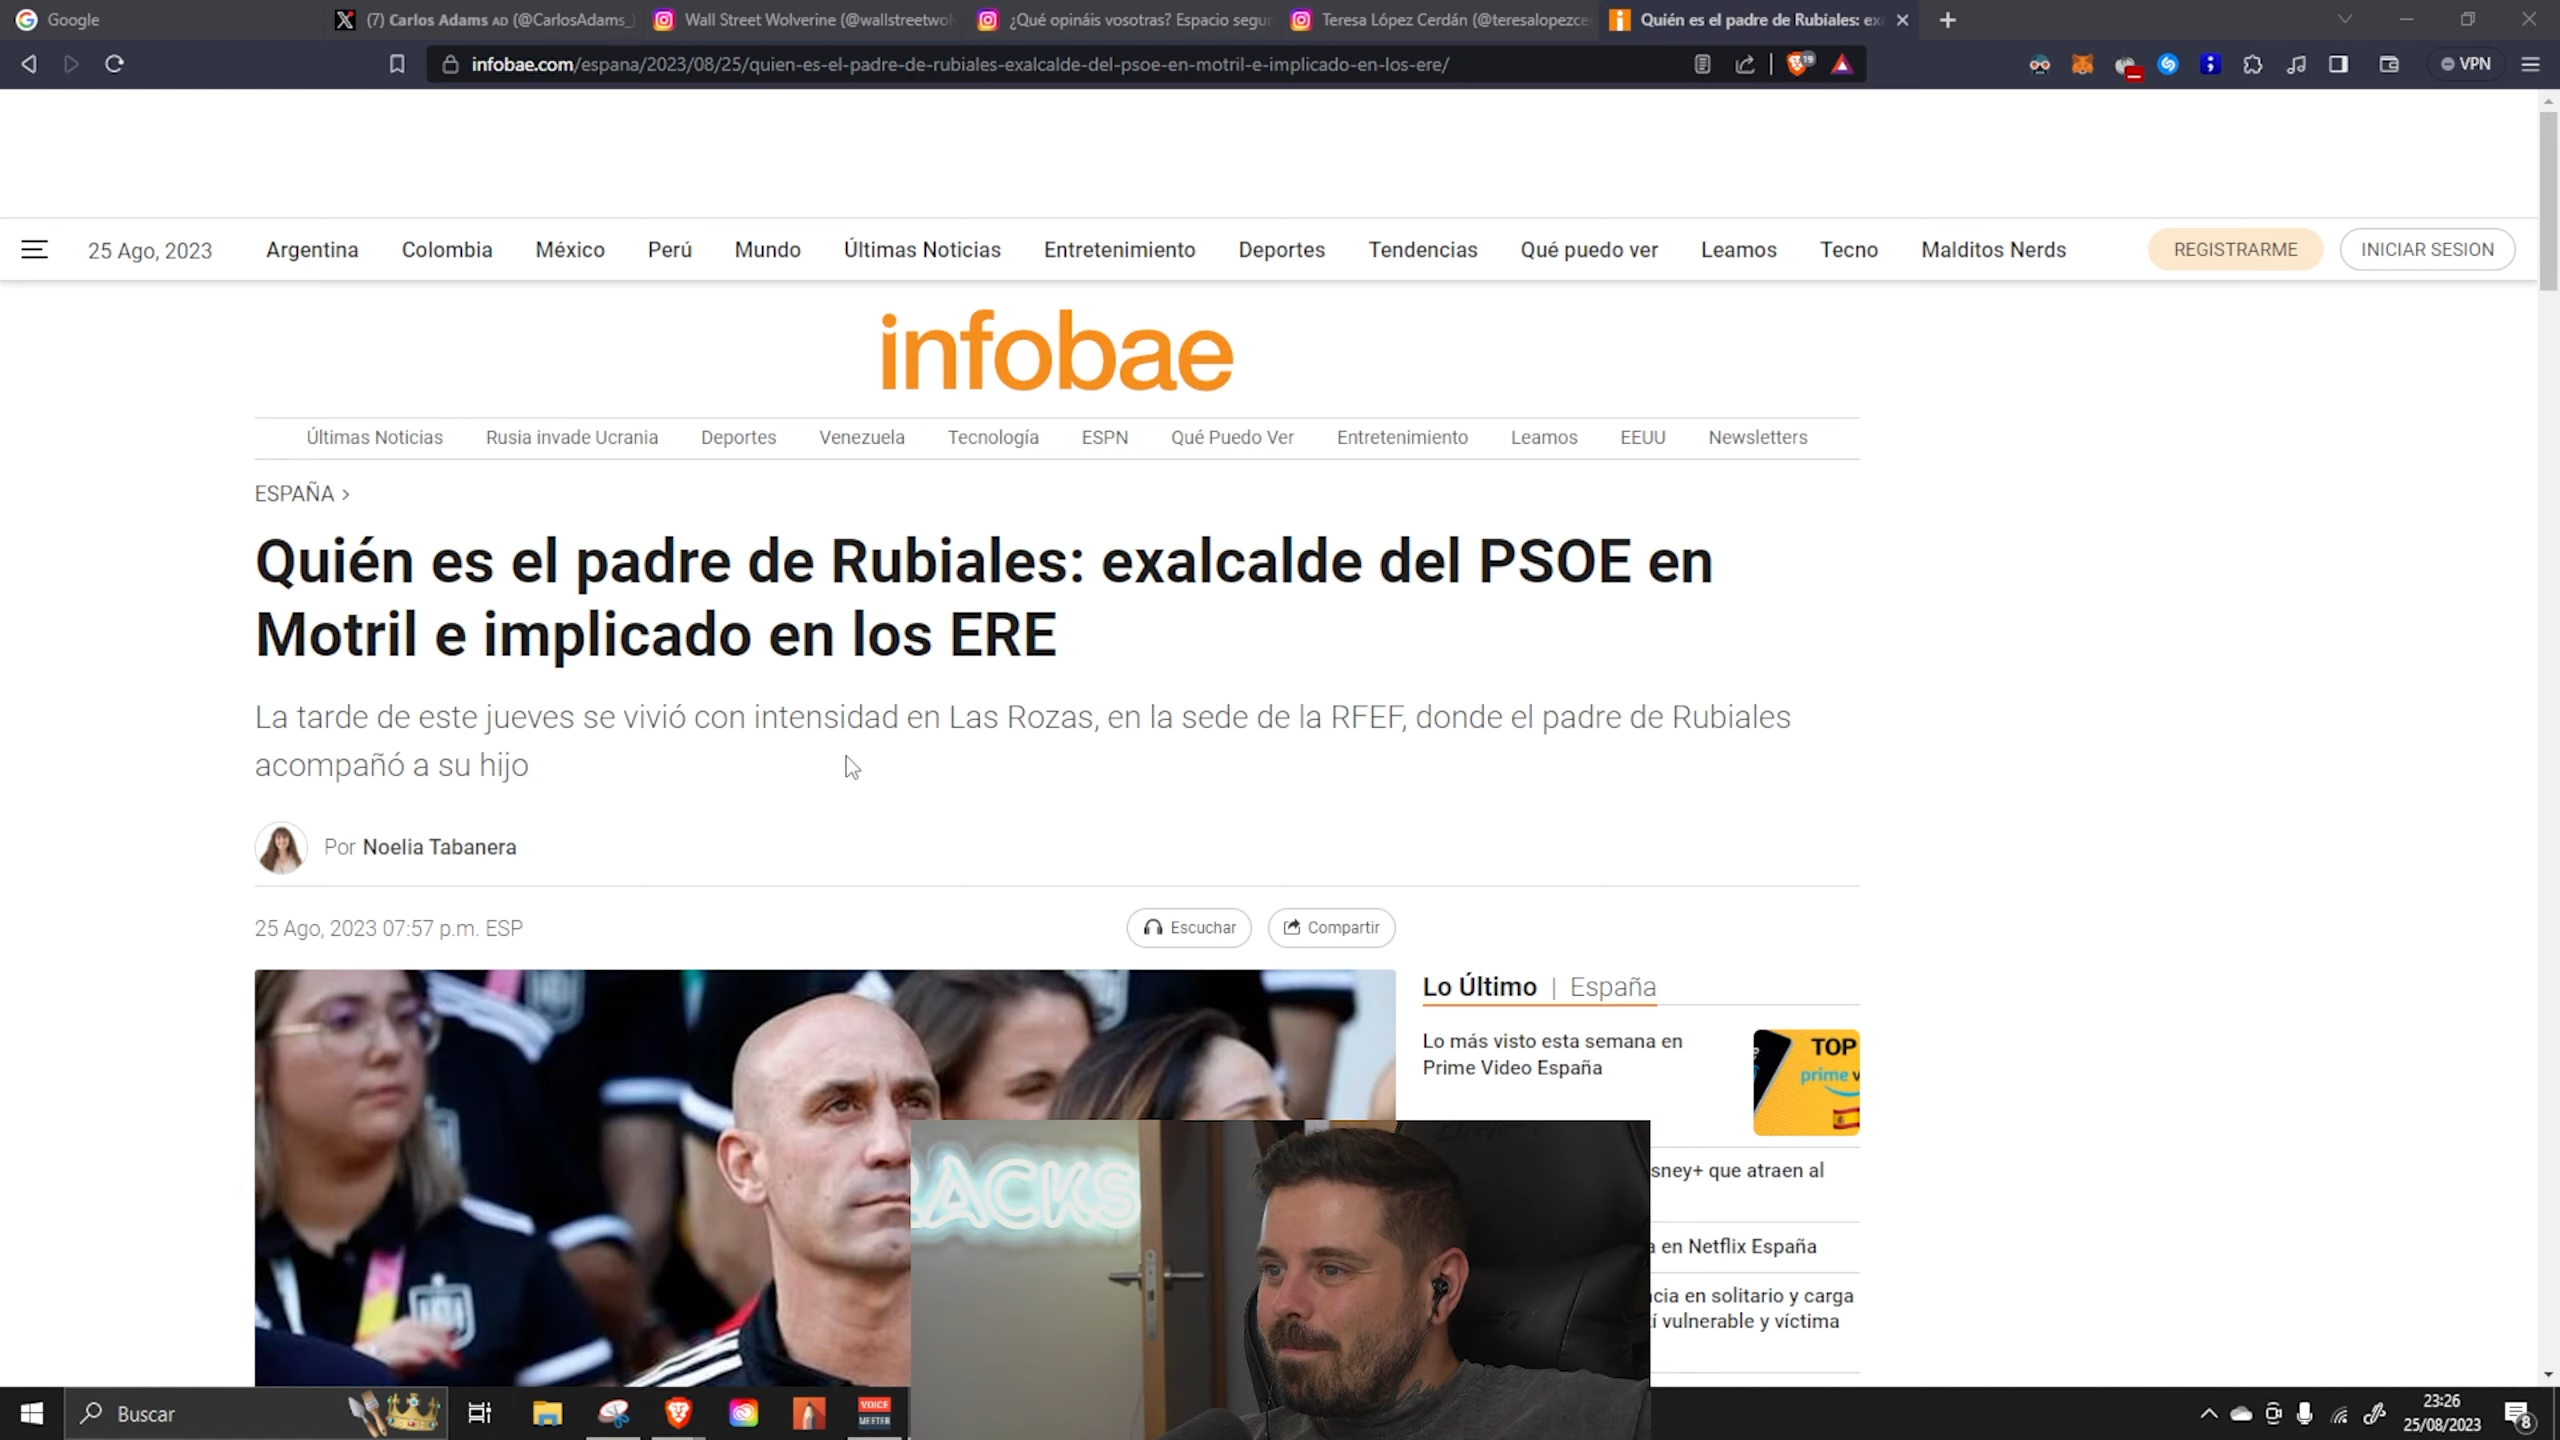 Google
(7) Carlos Adams AD (@CarlosAdams_)
Wall Street Wolverine (@wallstreetwol
¿Qué opináis vosotras? Espacio segur
Teresa López Cerdán (@teresalopezce
Quién es el padre de Rubiales: ex
infobae.com/espana/2023/08/25/quien-es-el-padre-de-rubiales-exalcalde-del-psoe-en-motril-e-implicado-en-los-ere/
19
VPN
25 Ago, 2023
Argentina
Colombia
México
Perú
Mundo
Últimas Noticias
Entretenimiento
Deportes
Tendencias
Qué puedo ver
Leamos
Tecno
Malditos Nerds
REGISTRARME
INICIAR SESION
infobae
Últimas Noticias
Rusia invade Ucrania
Deportes
Venezuela
Tecnología
ESPN
Qué Puedo Ver
Entretenimiento
Leamos
EEUU
Newsletters
ESPAÑA >
Quién es el padre de Rubiales: exalcalde del PSOE en
Motril e implicado en los ERE
La tarde de este jueves se vivió con intensidad en Las Rozas, en la sede de la RFEF, donde el padre de Rubiales
acompañó a su hijo
Por Noelia Tabanera
25 Ago, 2023 07:57 p.m. ESP
Escuchar
Compartir
Lo Último | España
Lo más visto esta semana en
Prime Video España
TOP
prime v
sney+ que atraen al
a en Netflix España
cia en solitario y carga
í vulnerable y víctima
RACKS
Buscar
VOICE
MEETER
23:26
25/08/2023
8